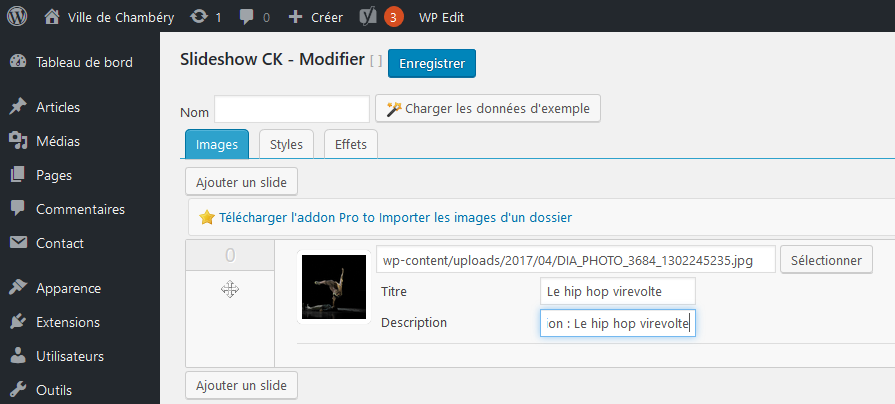 Ville de Chambéry 1 0 + Créer 3 WP Edit
Tableau de bord
Articles
Médias
Pages
Commentaires
Contact
Apparence
Extensions
Utilisateurs
Outils
Slideshow CK - Modifier [ ] Enregistrer
Nom Charger les données d'exemple
Images Styles Effets
Ajouter un slide
Télécharger l'addon Pro to Importer les images d'un dossier
0
wp-content/uploads/2017/04/DIA_PHOTO_3684_1302245235.jpg Sélectionner
Titre Le hip hop virevolte
Description ion : Le hip hop virevolte
Ajouter un slide